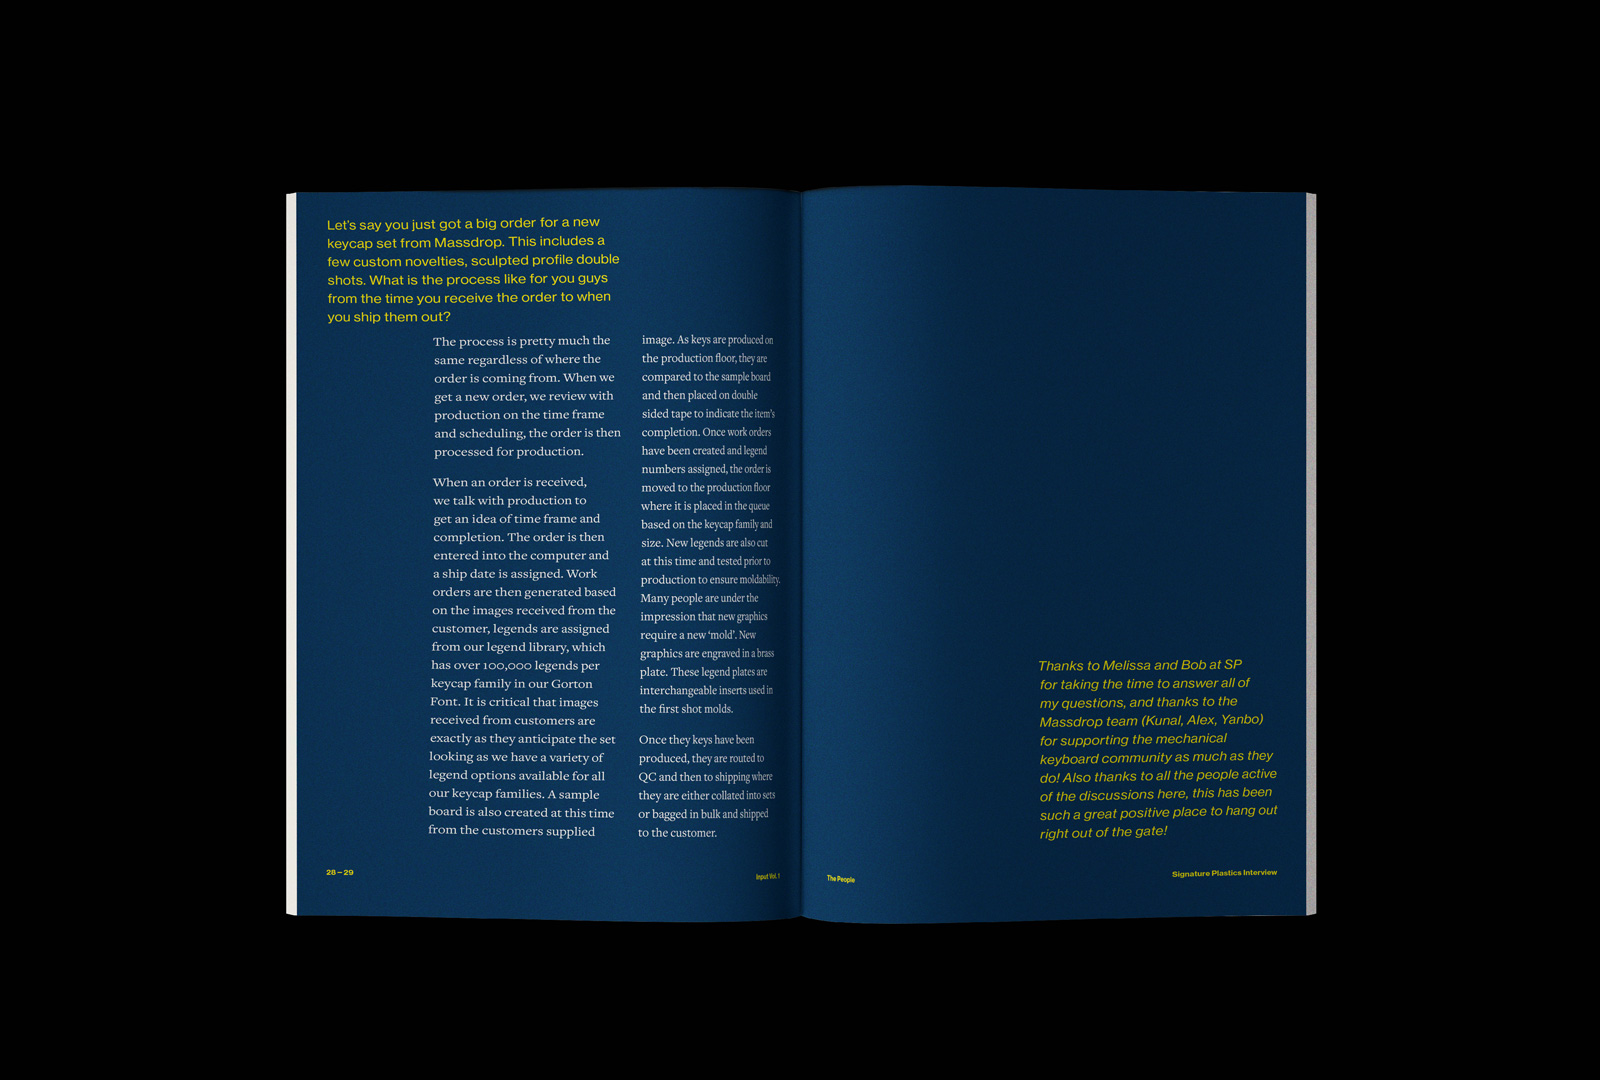 Let's say you just got a big order for a new
keycap set from Massdrop. This includes a
few custom novelties, sculpted profile double
shots. What is the process like for you guys
from the time you receive the order to when
you ship them out?
The process is pretty much the
same regardless of where the
order is coming from. When we
get a new order, we review with
production on the time frame
and scheduling, the order is then
processed for production.
When an order is received,
we talk with production to
get an idea of time frame and
completion. The order is then
entered into the computer and
a ship date is assigned. Work
orders are then generated based
on the images received from the
customer, legends are assigned
from our legend library, which
has over 100,000 legends per
keycap family in our Gorton
Font. It is critical that images
received from customers are
exactly as they anticipate the set
looking as we have a variety of
legend options available for all
our keycap families. A sample
board is also created at this time
from the customers supplied
image. As keys are produced on
the production floor, they are
compared to the sample board
and then placed on double
sided tape to indicate the item's
completion. Once work orders
have been created and legend
numbers assigned, the order is
moved to the production floor
where it is placed in the queue
based on the keycap family and
size. New legends are also cut
at this time and tested prior to
production to ensure moldability.
Many people are under the
impression that new graphics
require a new ‘mold’. New
graphics are engraved in a brass
plate. These legend plates are
interchangeable inserts used in
the first shot molds.
Once they keys have been
produced, they are routed to
QC and then to shipping where
they are either collated into sets
or bagged in bulk and shipped
to the customer.
28 – 29
Input Vol. 1
Thanks to Melissa and Bob at SP
for taking the time to answer all of
my questions, and thanks to the
Massdrop team (Kunal, Alex, Yanbo)
for supporting the mechanical
keyboard community as much as they
do! Also thanks to all the people active
of the discussions here, this has been
such a great positive place to hang out
right out of the gate!
The People
Signature Plastics Interview